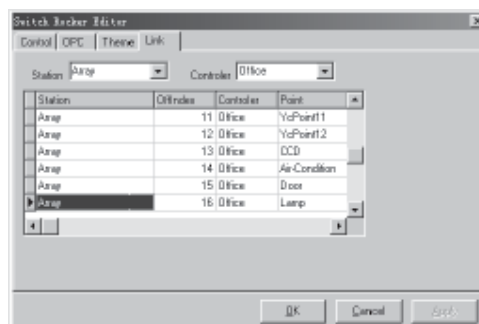 Switch Rocker Editor
Control OPC Theme Link
Station Array Controler Office
Station OffIndex Controler Point
Array 11 Office YcPoint11
Array 12 Office YcPoint12
Array 13 Office CCD
Array 14 Office Air-Condition
Array 15 Office Door
Array 16 Office Lamp
OK Cancel Apply